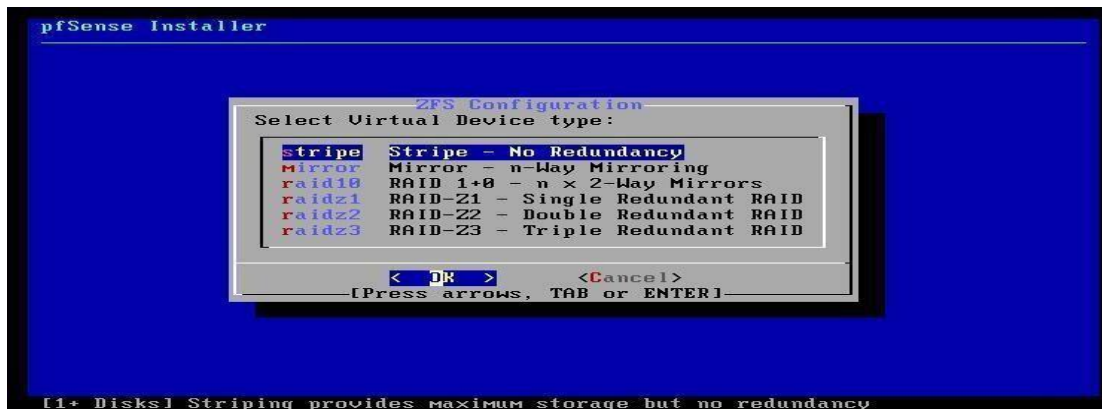 pfSense Installer
ZFS Configuration
Select Virtual Device type:
stripe Stripe - No Redundancy
mirror Mirror - n-Way Mirroring
raid10 RAID 1+0 - n x 2-Way Mirrors
raidz1 RAID-Z1 - Single Redundant RAID
raidz2 RAID-Z2 - Double Redundant RAID
raidz3 RAID-Z3 - Triple Redundant RAID
< OK > <Cancel>
[Press arrows, TAB or ENTER]
[1+ Disks] Striping provides maximum storage but no redundancy